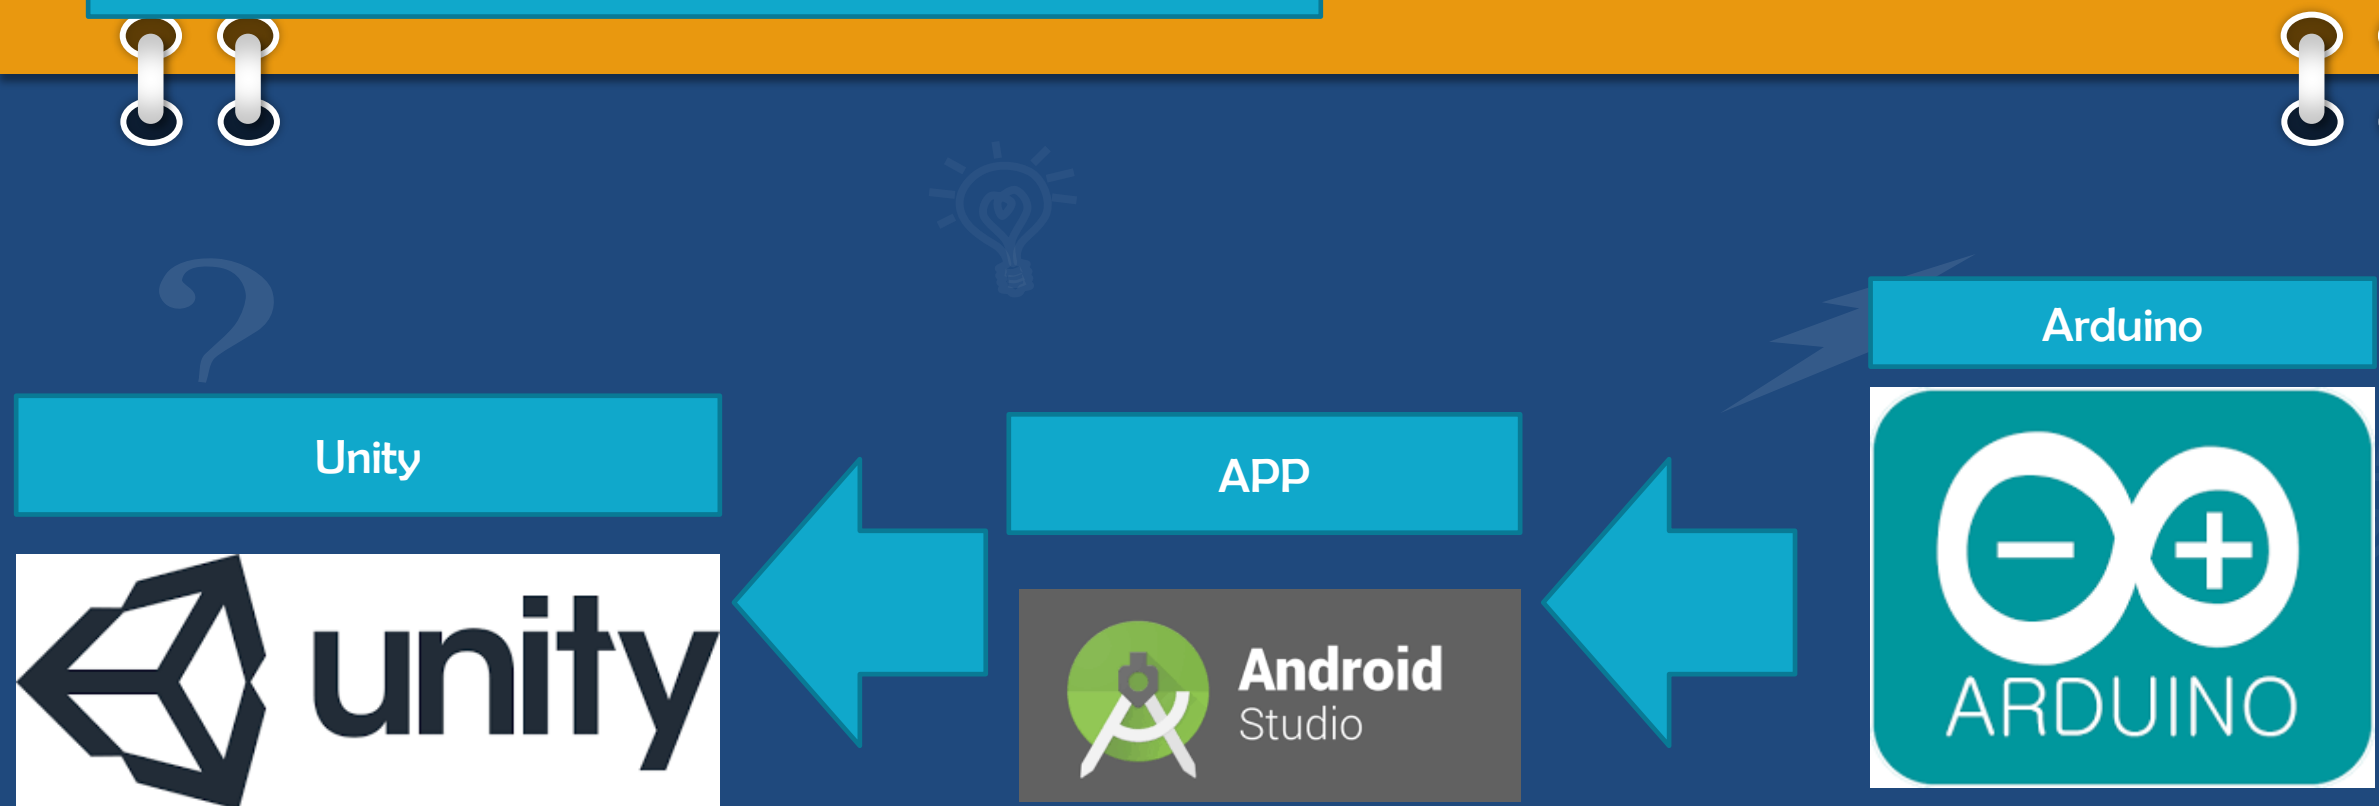 Arduino
Unity
APP
unity
Android
Studio
ARDUINO